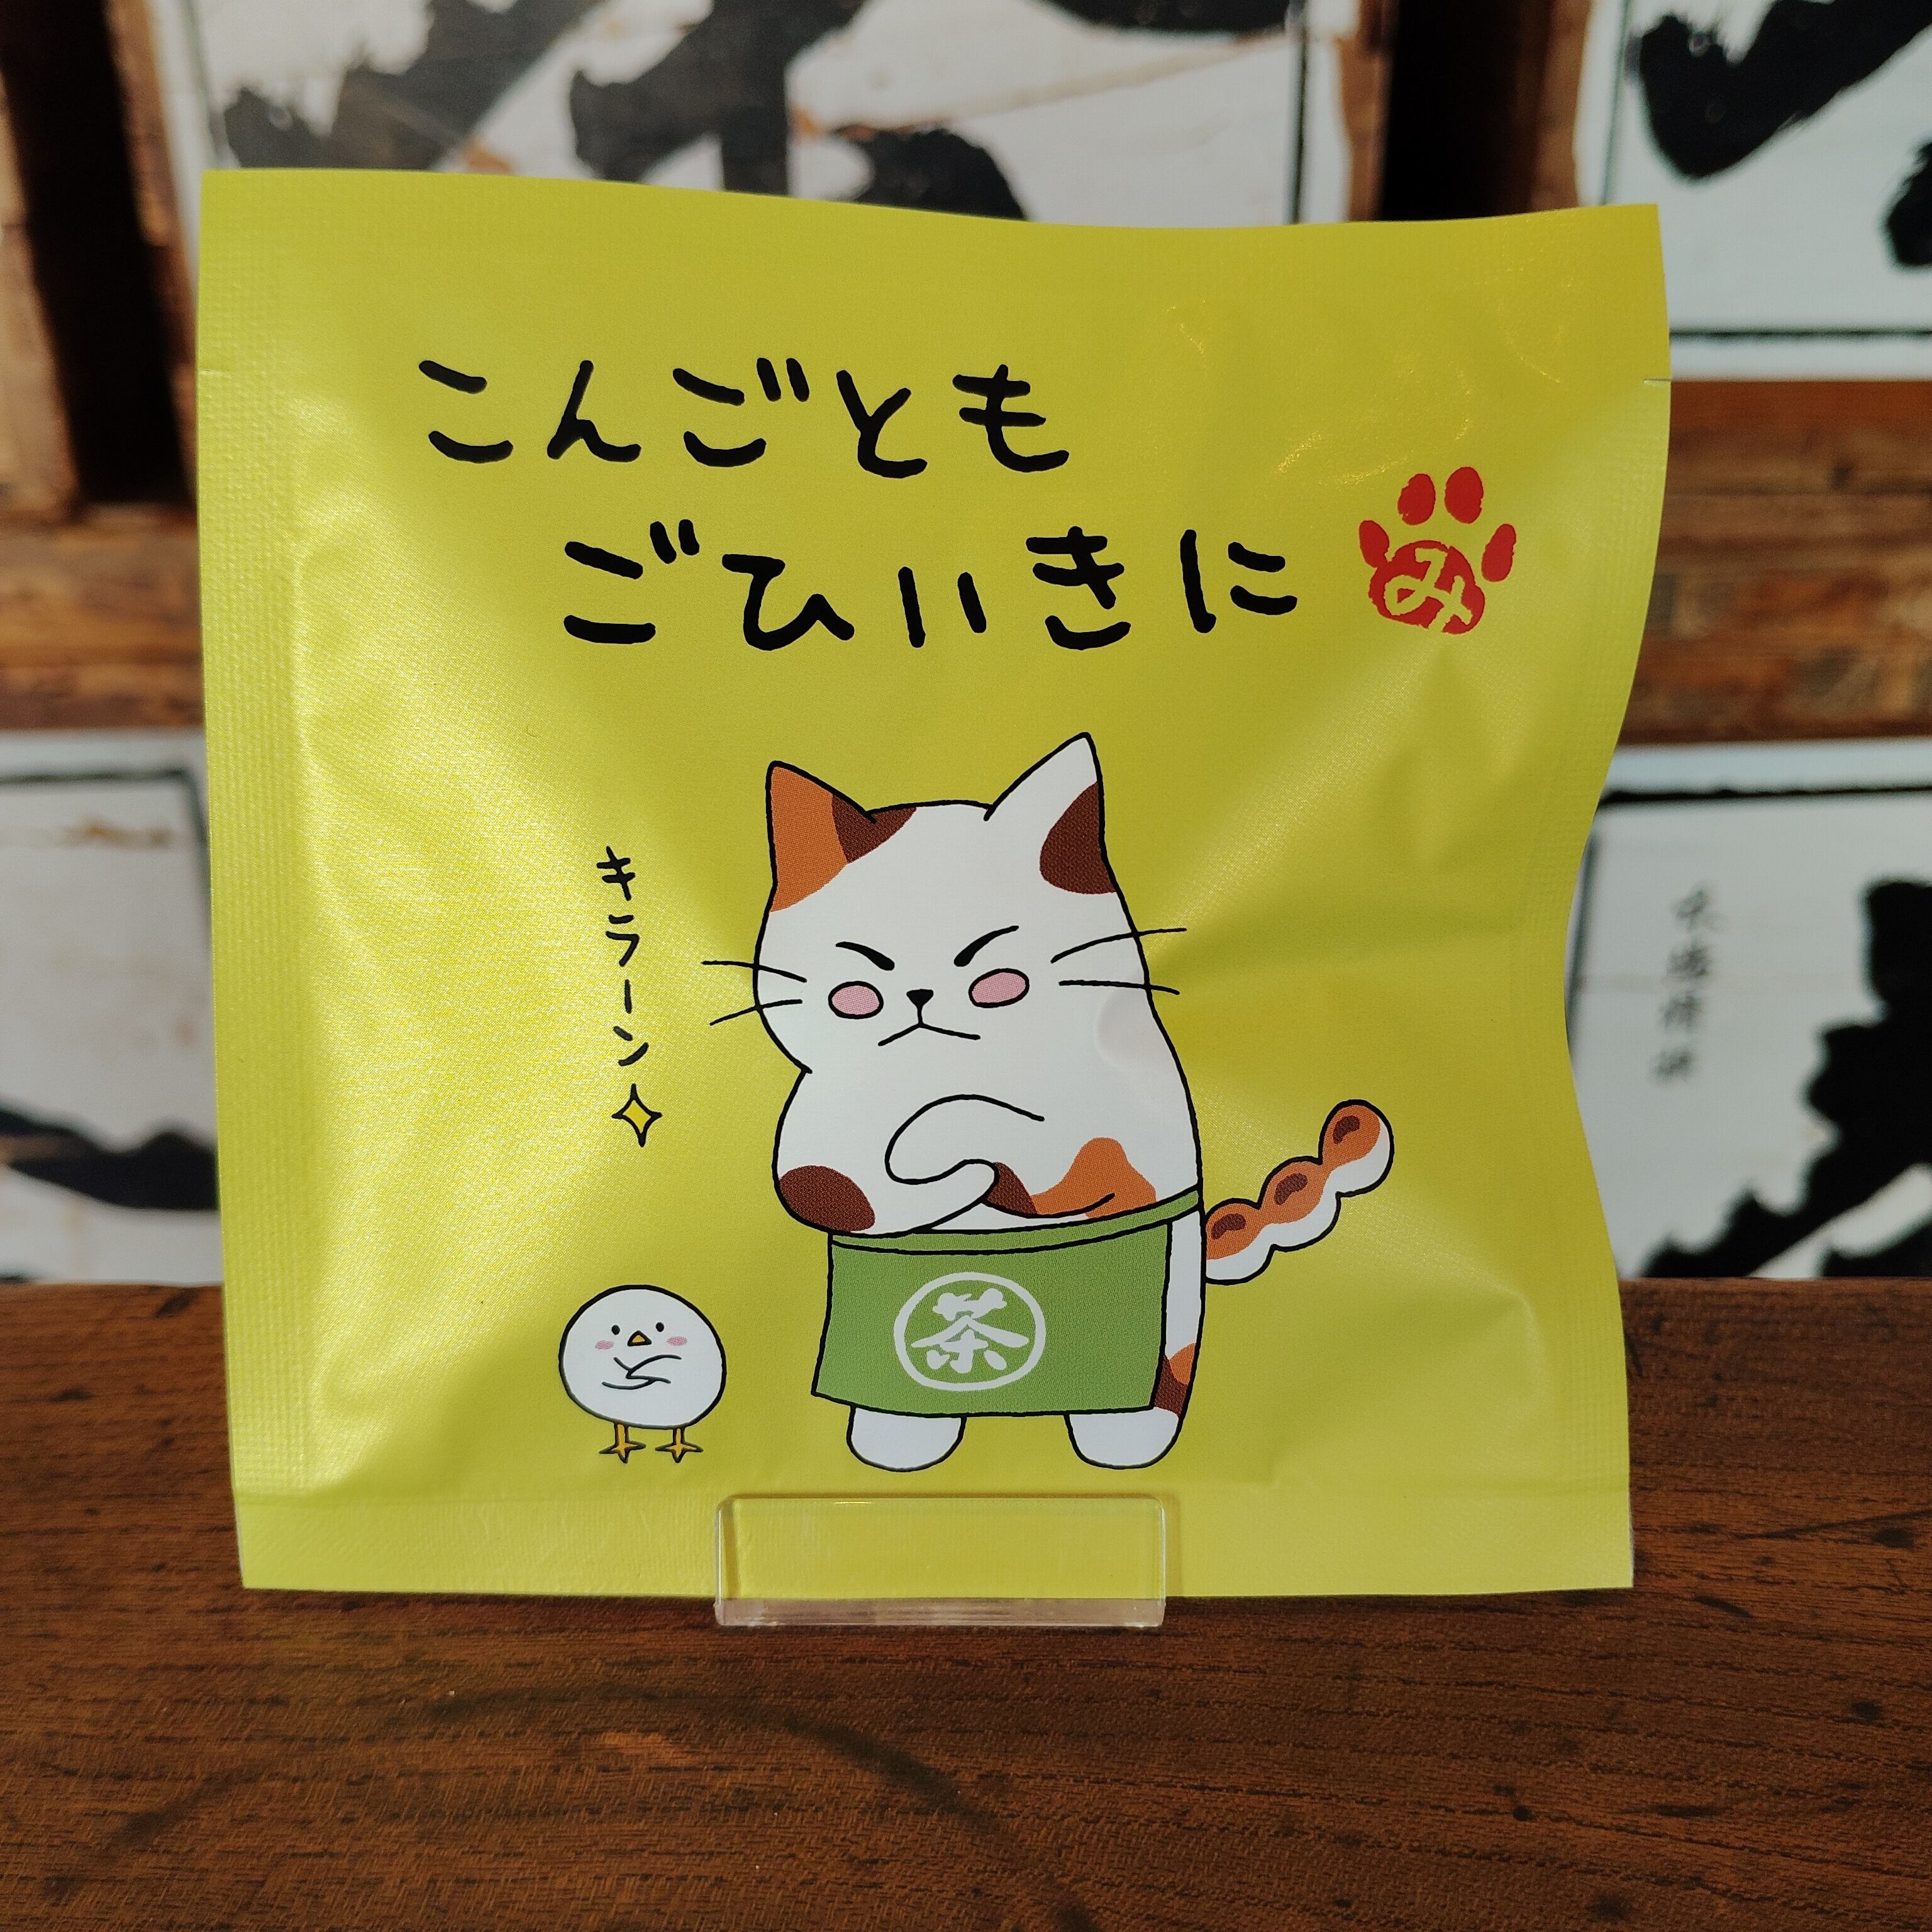 こんごとも
ごひいきに
み
キラーン
茶